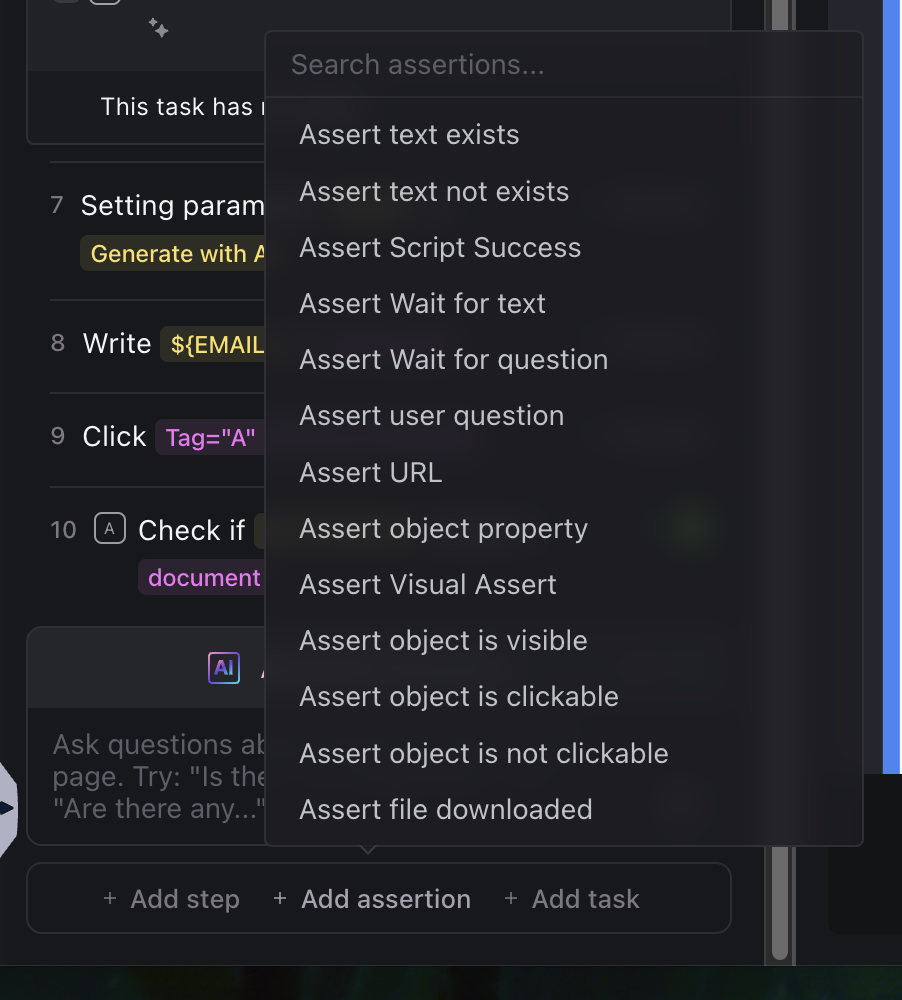 Search assertions...
This task has
Assert text exists
Assert text not exists
7 Setting param
Generate with A
Assert Script Success
Assert Wait for text
8 Write ${EMAIL
Assert Wait for question
Assert user question
9 Click Tag="A"
Assert URL
10 A Check if
Assert object property
document
Assert Visual Assert
Assert object is visible
AI
Assert object is clickable
Ask questions ab
page. Try: "Is the
"Are there any..."
Assert object is not clickable
Assert file downloaded
+ Add step + Add assertion + Add task